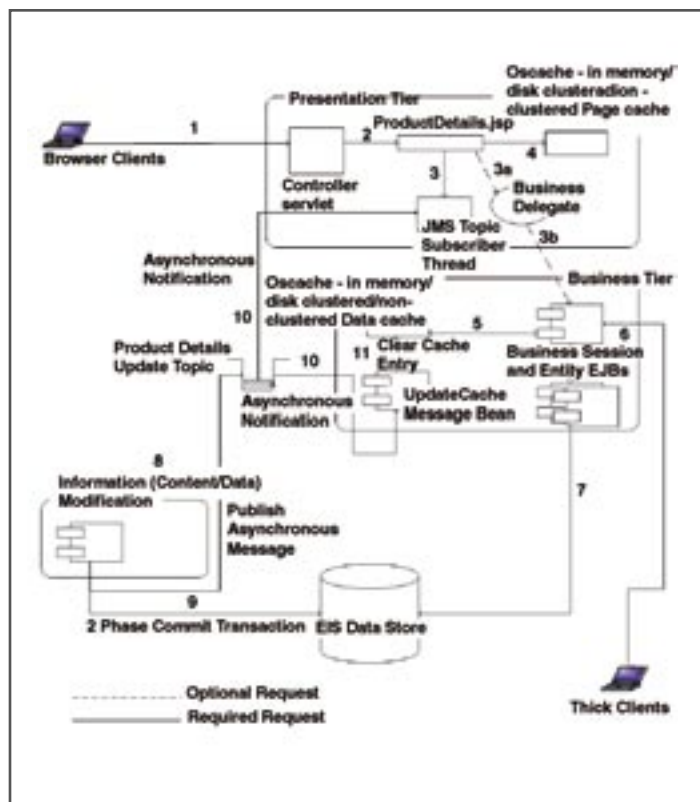 Oscache - in memory/
disk clusteradion -
clustered Page cache
Presentation Tier
1
2
ProductDetails.jsp
4
Browser Clients
3
3a
Controller
servlet
Business
Delegate
JMS Topic
Subscriber
Thread
3b
Asynchronous
Notification
Oscache - in memory/
disk clustered/non-
clustered Data cache
Business Tier
10
5
6
Product Details
Update Topic
10
11
Clear Cache
Entry
Business Session
and Entity EJBs
Asynchronous
Notification
UpdateCache
Message Bean
8
Information (Content/Data)
Modification
7
Publish
Asynchronous
Message
9
2 Phase Commit Transaction
EIS Data Store
Optional Request
Required Request
Thick Clients